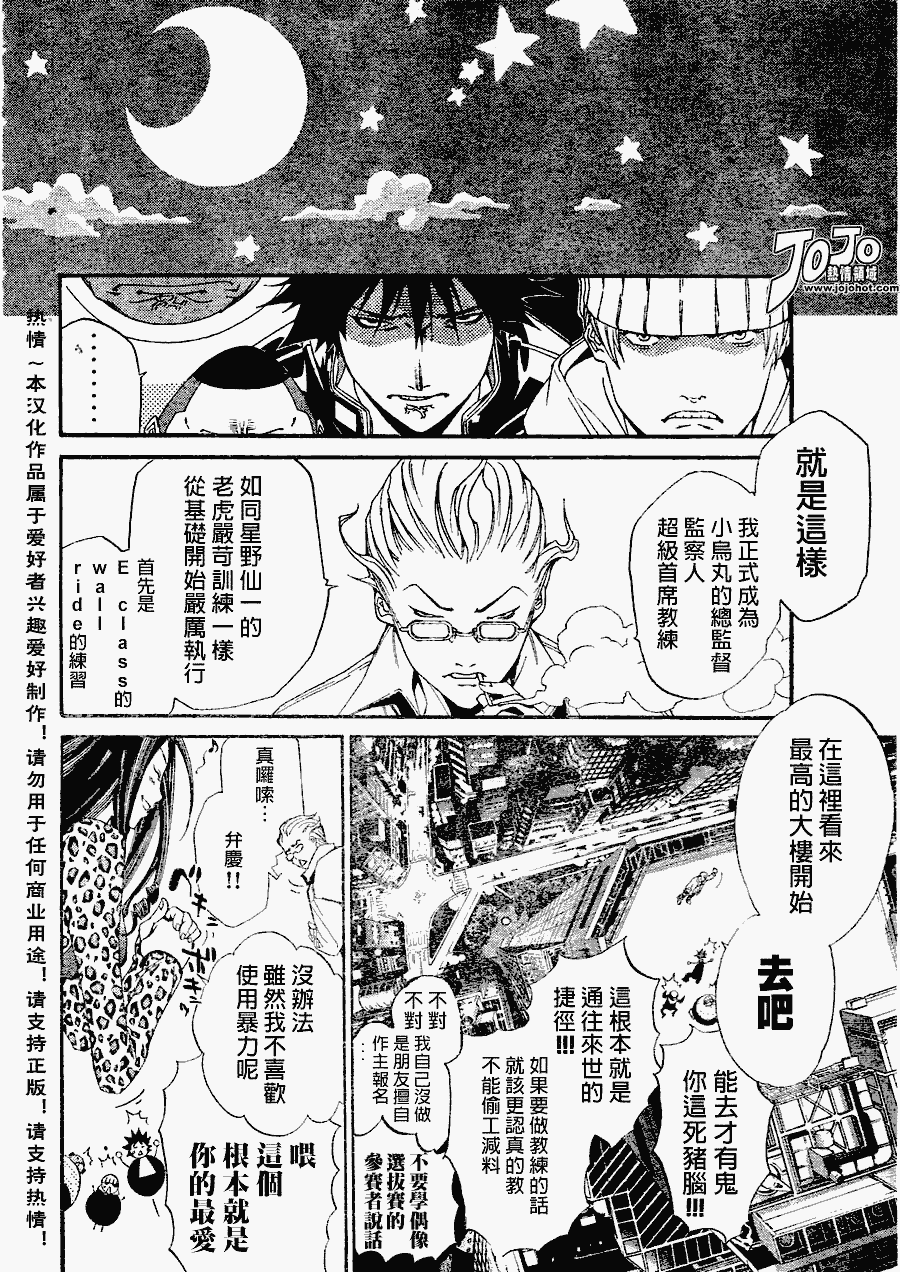 JOJO
熱情領域
www.jojohot.com
⋯⋯⋯
就是這樣
我正式成為
小烏丸的總監督
監察人
超級首席教練
如同星野仙一的
老虎嚴苛訓練一樣
從基礎開始嚴厲執行
首先是
E class的
wall
ride的練習
在這裡看來
最高的大樓開始
去吧
能去才有鬼
你這死豬腦!!!
這根本就是
通往來世的
捷徑!!!
如果要做教練的話
就該更認真的教
不能偷工減料
不對
不對
我自己沒做
是朋友擅自
作主報名
⋯
不要學偶像
選拔賽的
參賽者說話
真囉嗦…
弁慶!!
沒辦法
雖然我不喜歡
使用暴力呢
喂
這個
根本就是
你的最愛
热情~本汉化作品属于爱好者兴趣爱好制作!请勿用于任何商业用途!请支持正版!请支持热情!